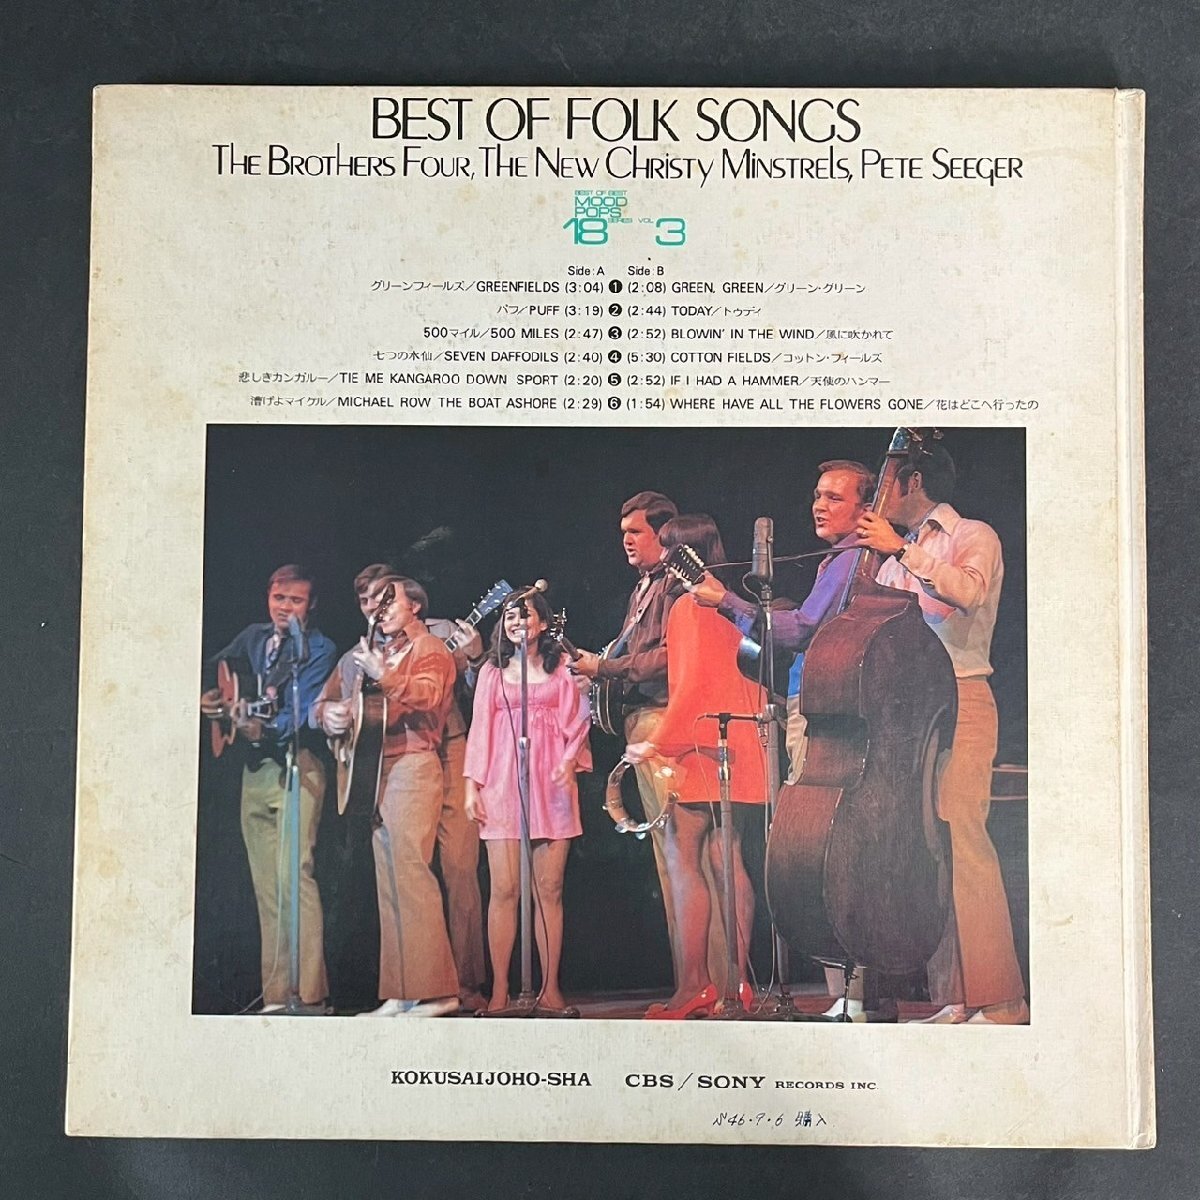 BEST OF FOLK SONGS
THE BROTHERS FOUR, THE NEW CHRISTY MINSTRELS, PETE SEEGER
BEST OF BEST
MOOD
POPS
18 SERIES VOL 3
Side: A Side: B
グリーンフィールズ/GREENFIELDS (3:04) ❶ (2:08) GREEN, GREEN/グリーン・グリーン
パフ/PUFF (3:19) ❷ (2:44) TODAY/トゥデイ
500マイル/500 MILES (2:47) ❸ (2:52) BLOWIN' IN THE WIND/風に吹かれて
七つの水仙/SEVEN DAFFODILS (2:40) ❹ (5:30) COTTON FIELDS/コットン・フィールズ
悲しきカンガルー/TIE ME KANGAROO DOWN SPORT (2:20) ❺ (2:52) IF I HAD A HAMMER/天使のハンマー
漕げよマイケル/MICHAEL ROW THE BOAT ASHORE (2:29) ❻ (1:54) WHERE HAVE ALL THE FLOWERS GONE/花はどこへ行ったの
KOKUSAIJOHO-SHA CBS/SONY RECORDS INC.
S46.9.6 購入